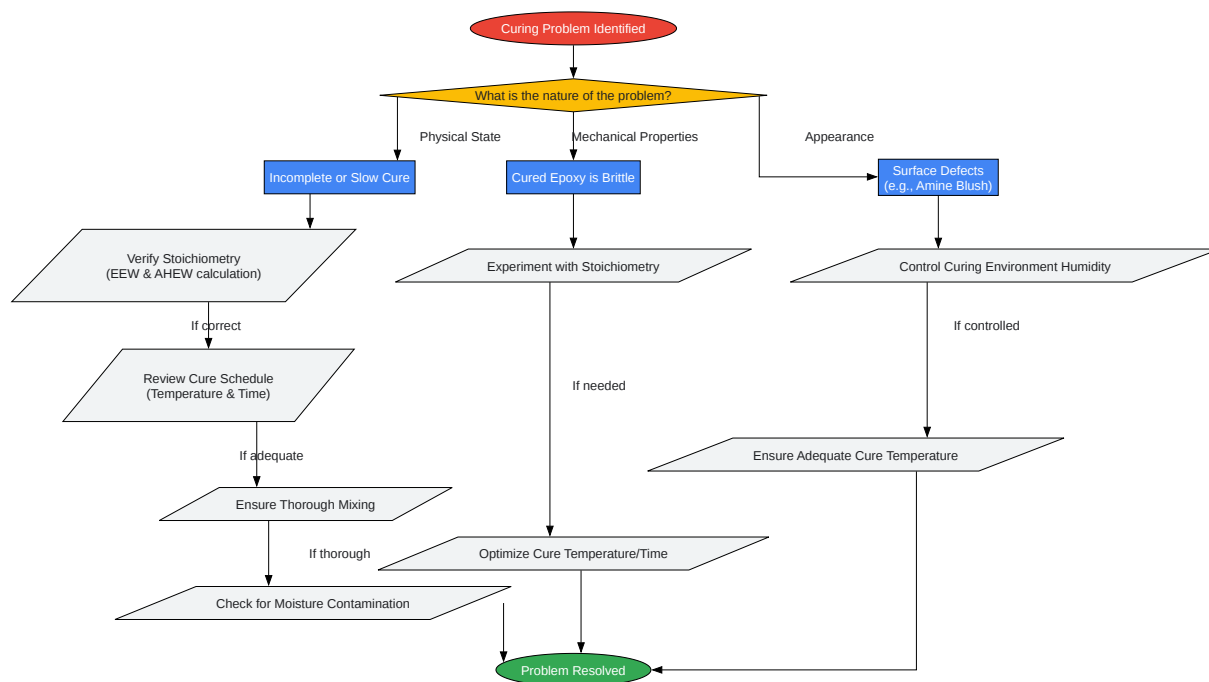 Curing Problem Identified
What is the nature of the problem?
Physical State
Mechanical Properties
Appearance
Incomplete or Slow Cure
Cured Epoxy is Brittle
Surface Defects
(e.g., Amine Blush)
Verify Stoichiometry
(EEW & AHEW calculation)
Experiment with Stoichiometry
Control Curing Environment Humidity
If correct
If controlled
Review Cure Schedule
(Temperature & Time)
If needed
If adequate
Ensure Adequate Cure Temperature
Ensure Thorough Mixing
If thorough
Optimize Cure Temperature/Time
Check for Moisture Contamination
Problem Resolved